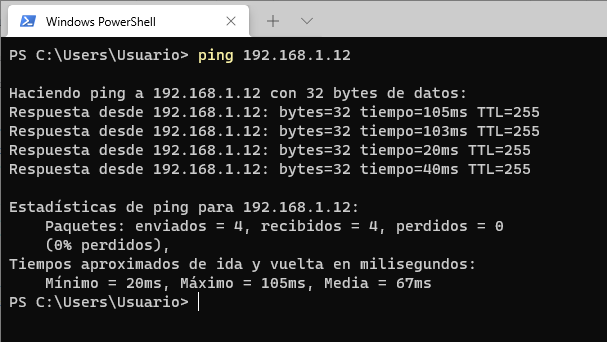 Windows PowerShell
PS C:\Users\Usuario> ping 192.168.1.12
Haciendo ping a 192.168.1.12 con 32 bytes de datos:
Respuesta desde 192.168.1.12: bytes=32 tiempo=105ms TTL=255
Respuesta desde 192.168.1.12: bytes=32 tiempo=103ms TTL=255
Respuesta desde 192.168.1.12: bytes=32 tiempo=20ms TTL=255
Respuesta desde 192.168.1.12: bytes=32 tiempo=40ms TTL=255
Estadísticas de ping para 192.168.1.12:
Paquetes: enviados = 4, recibidos = 4, perdidos = 0
(0% perdidos),
Tiempos aproximados de ida y vuelta en milisegundos:
Mínimo = 20ms, Máximo = 105ms, Media = 67ms
PS C:\Users\Usuario>